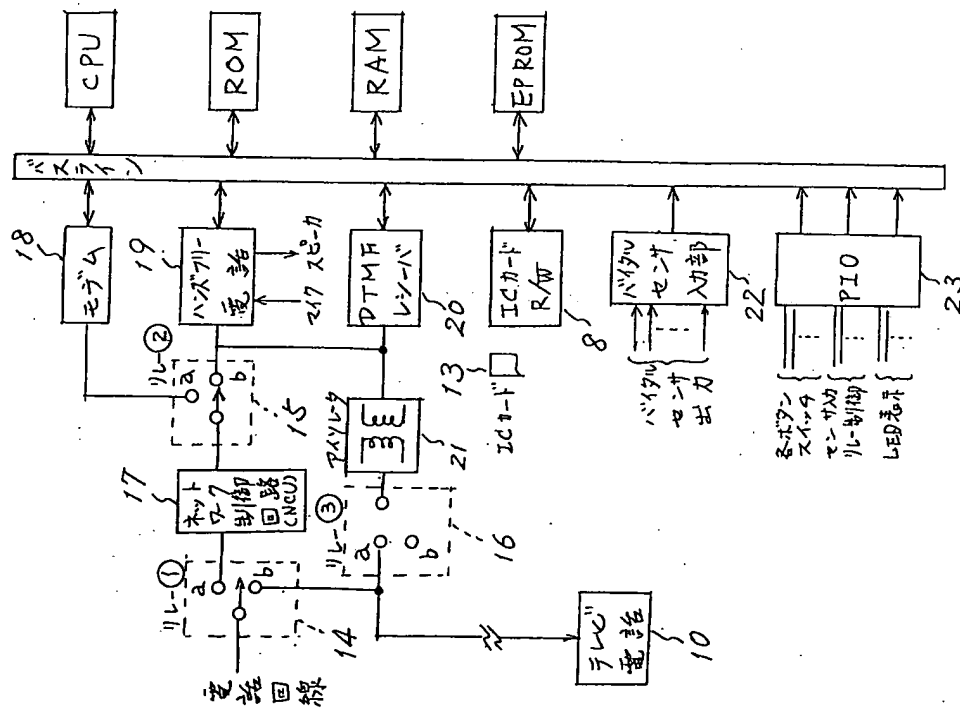 CPU
ROM
RAM
EPROM
バスライン
18
モデム
19
ハンズフリー
電話
マイク
スピーカ
DTMF
レシーバ
20
ICカード
R/W
8
バイタル
センサ
入力部
22
PIO
23
リレー②
a
b
15
アイソレータ
21
13
ICカード
バイタル
センサ
出力
各ボタン
スイッチ
センサ入力
リレー制御
LED表示
17
ネット
ワーク
制御
回路
(NCU)
リレー③
a
b
16
リレー①
a
b
14
電話
回線
テレビ
電話
10